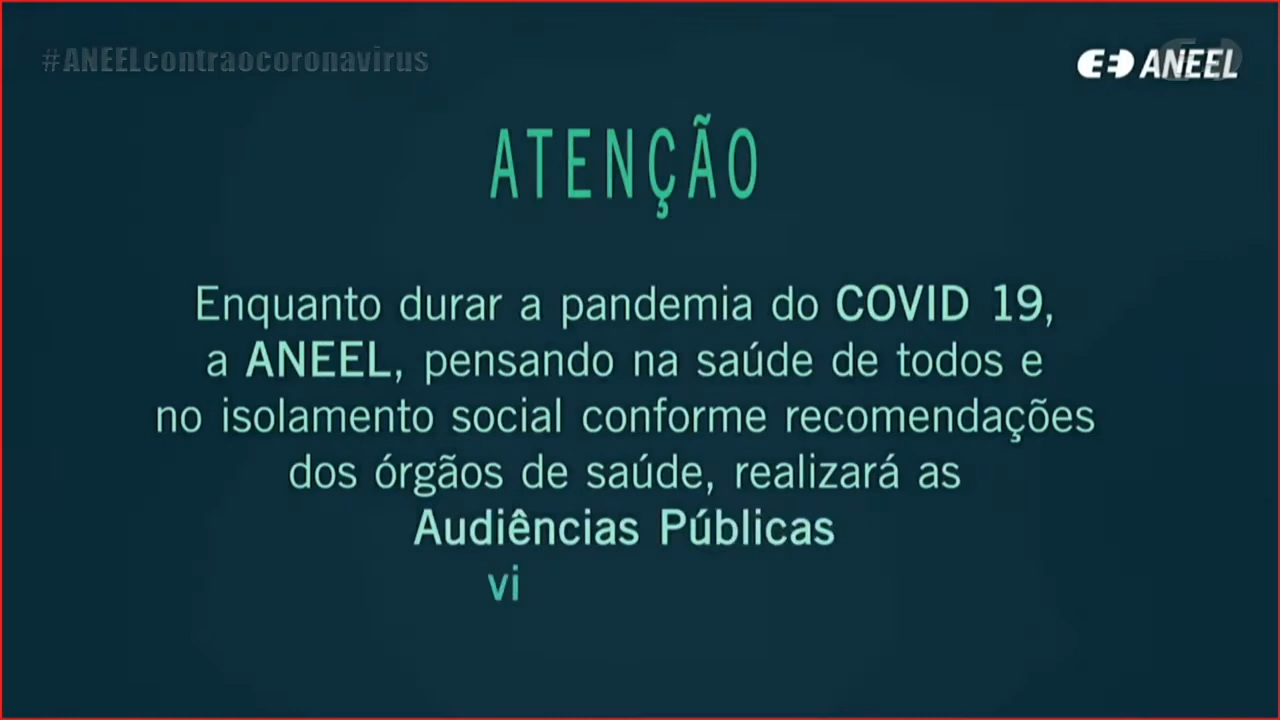 #ANEELcontraocoronavirus
ANEEL
ATENÇÃO
Enquanto durar a pandemia do COVID 19,
a ANEEL, pensando na saúde de todos e
no isolamento social conforme recomendações
dos órgãos de saúde, realizará as
Audiências Públicas
vi